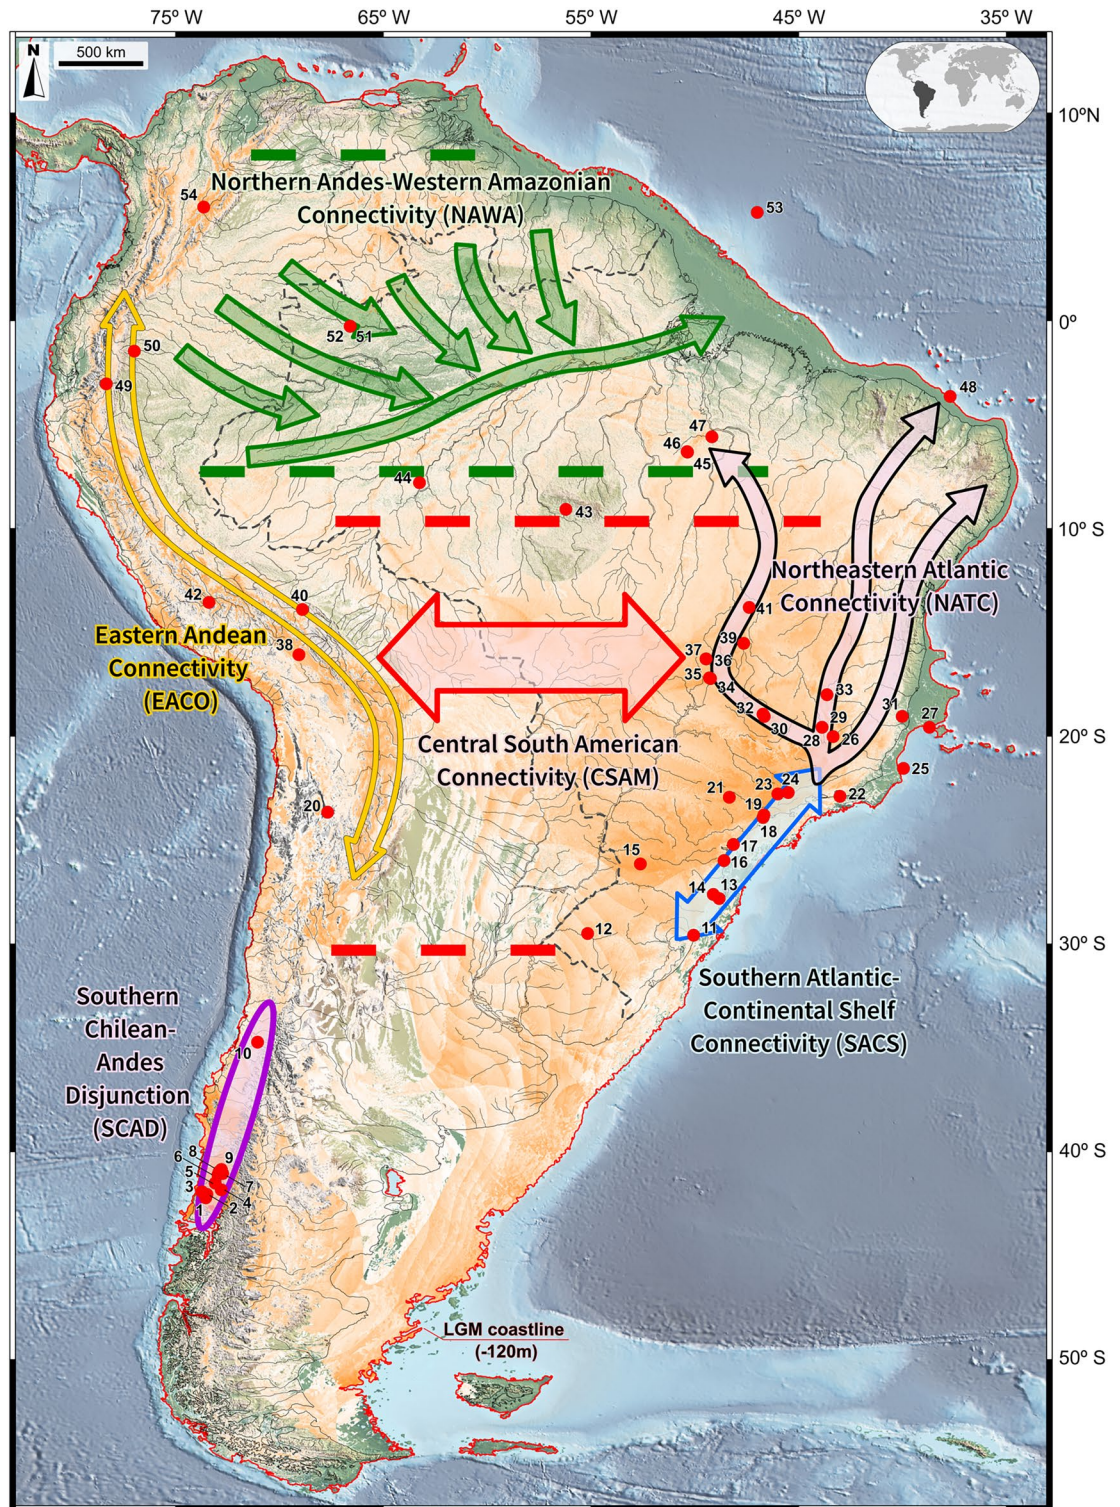 75° W
65° W
55° W
45° W
35° W
N
500 km
10ºN
Northern Andes-Western Amazonian
Connectivity (NAWA)
54
53
0°
52
51
50
49
48
47
46
45
44
43
10° S
Northeastern Atlantic
Connectivity (NATC)
42
40
41
Eastern Andean
Connectivity
(EACO)
38
39
37
36
35
34
33
32
30
31
29
28
26
27
20° S
Central South American
Connectivity (CSAM)
25
24
23
22
21
20
19
18
17
16
15
14
13
12
11
30° S
Southern Atlantic-
Continental Shelf
Connectivity (SACS)
Southern
Chilean-
Andes
Disjunction
(SCAD)
10
40° S
8
6
9
5
3
7
4
2
1
LGM coastline
(-120m)
50° S